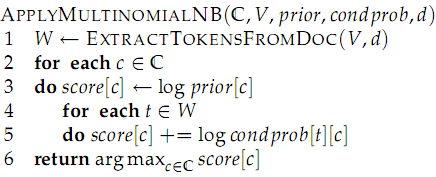 APPLYMULTINOMIALNB(ℂ, V, prior, condprob, d)
1 W ← EXTRACTTOKENSFROMDOC(V, d)
2 for each c ∈ ℂ
3 do score[c] ← log prior[c]
4 for each t ∈ W
5 do score[c] += log condprob[t][c]
6 return arg max_{c∈ℂ} score[c]